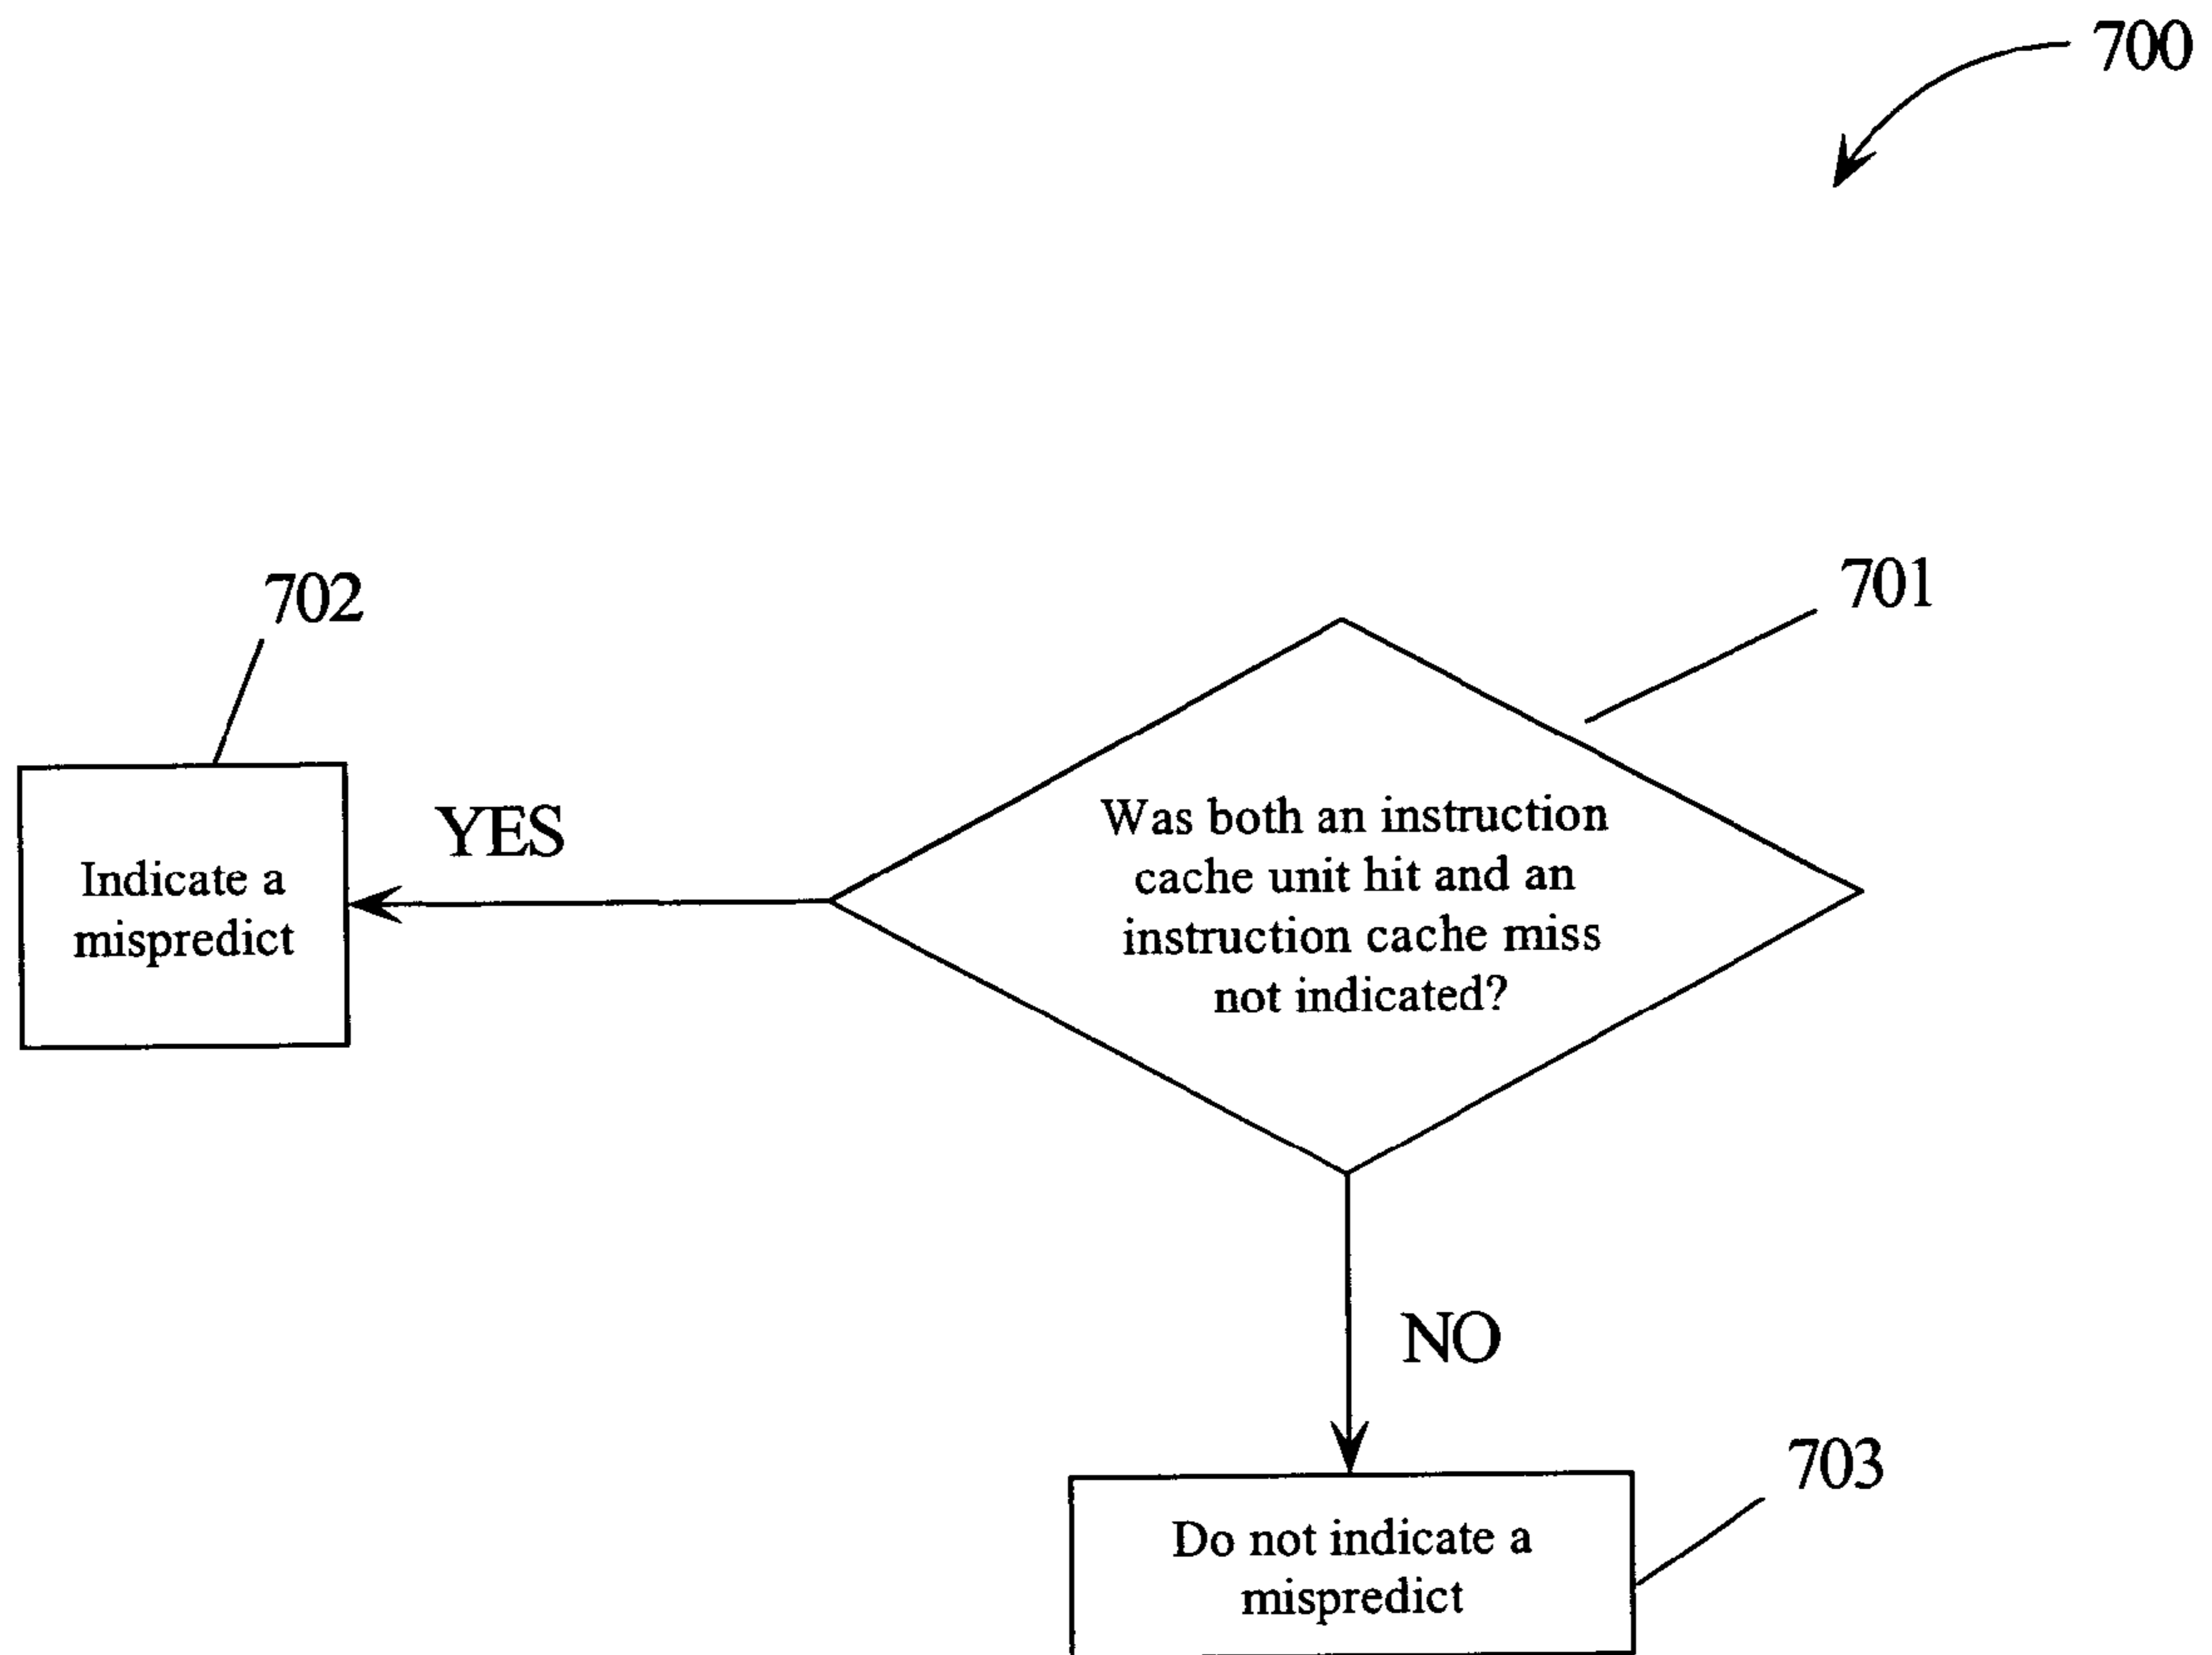 700
702
701
YES
Indicate a
mispredict
Was both an instruction
cache unit hit and an
instruction cache miss
not indicated?
NO
703
Do not indicate a
mispredict